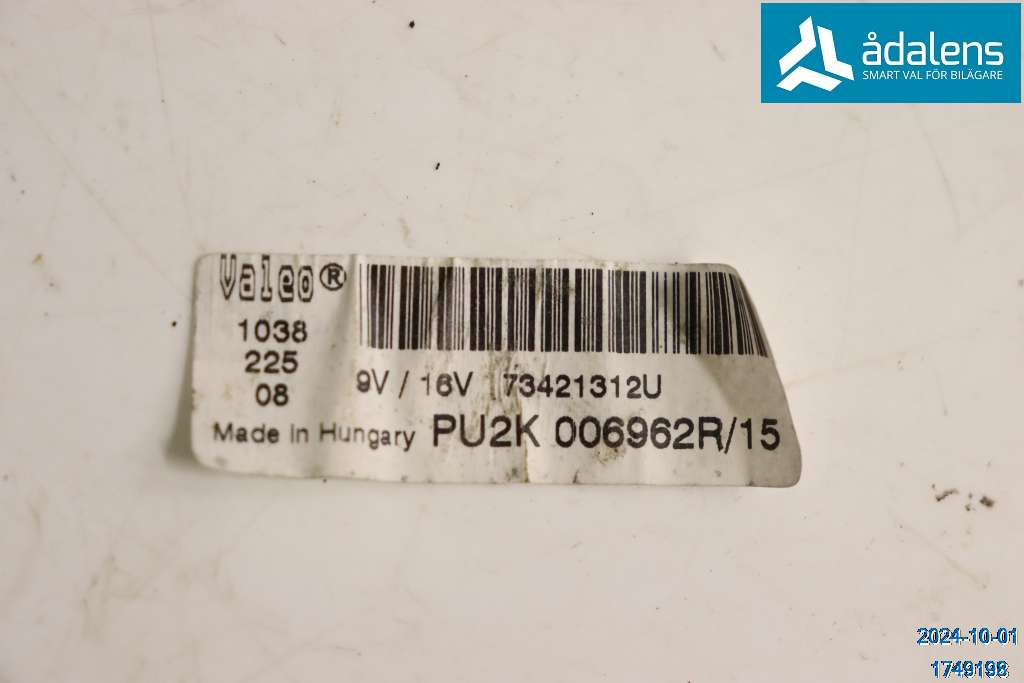 ådalens
SMART VAL FÖR BILÄGARE
Valeo®
1038
225
08
9V / 16V 73421312U
Made in Hungary PU2K 006962R/15
2024-10-01
1749198